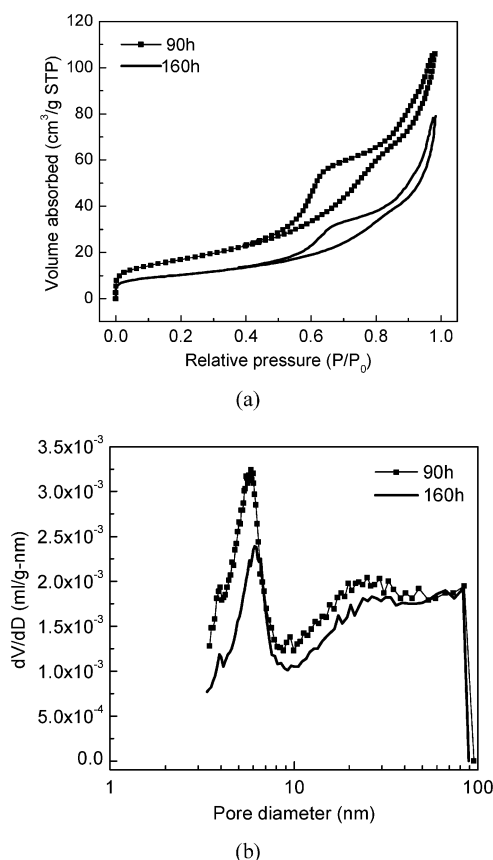 120
100
80
60
40
20
0
Volume absorbed (cm³/g STP)
90h
160h
0.0 0.2 0.4 0.6 0.8 1.0
Relative pressure (P/P₀)
(a)
3.5x10⁻³
3.0x10⁻³
2.5x10⁻³
2.0x10⁻³
1.5x10⁻³
1.0x10⁻³
5.0x10⁻⁴
0.0
dV/dD (ml/g-nm)
90h
160h
1 10 100
Pore diameter (nm)
(b)